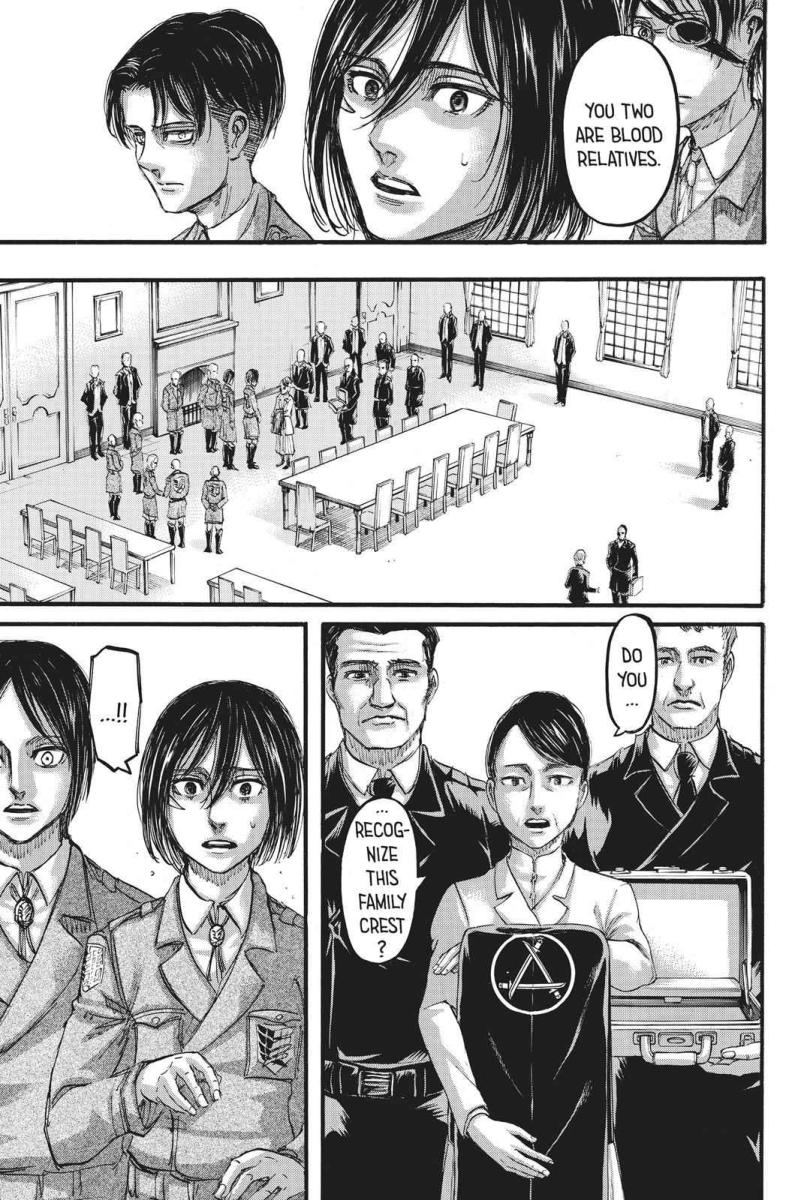 YOU TWO
ARE BLOOD
RELATIVES.
DO
YOU
...
...
RECOG-
NIZE
THIS
FAMILY
CREST
?
...!!